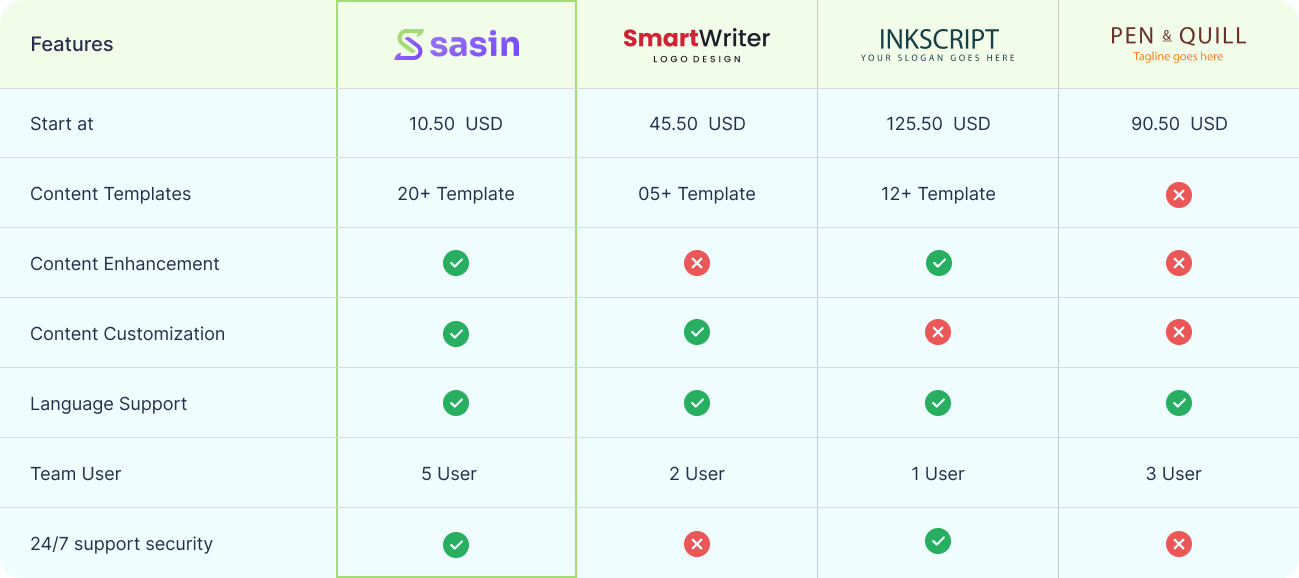 Features
sasin
SmartWriter
LOGO DESIGN
INKSCRIPT
YOUR SLOGAN GOES HERE
PEN & QUILL
Tagline goes here
Start at
10.50 USD
45.50 USD
125.50 USD
90.50 USD
Content Templates
20+ Template
05+ Template
12+ Template
Content Enhancement
Content Customization
Language Support
Team User
5 User
2 User
1 User
3 User
24/7 support security